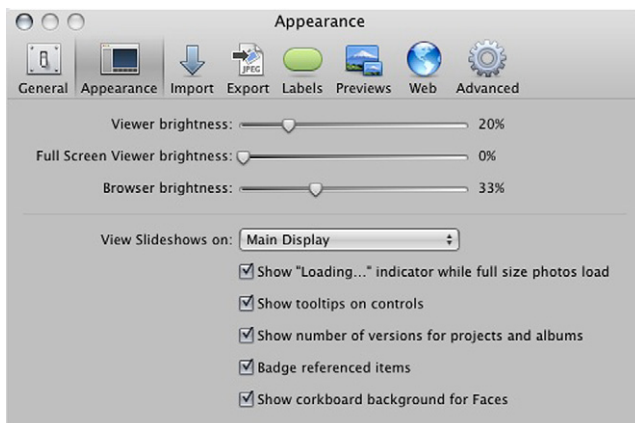 Appearance
General Appearance Import Export Labels Previews Web Advanced
JPEG
Viewer brightness: 20%
Full Screen Viewer brightness: 0%
Browser brightness: 33%
View Slideshows on: Main Display
Show "Loading..." indicator while full size photos load
Show tooltips on controls
Show number of versions for projects and albums
Badge referenced items
Show corkboard background for Faces